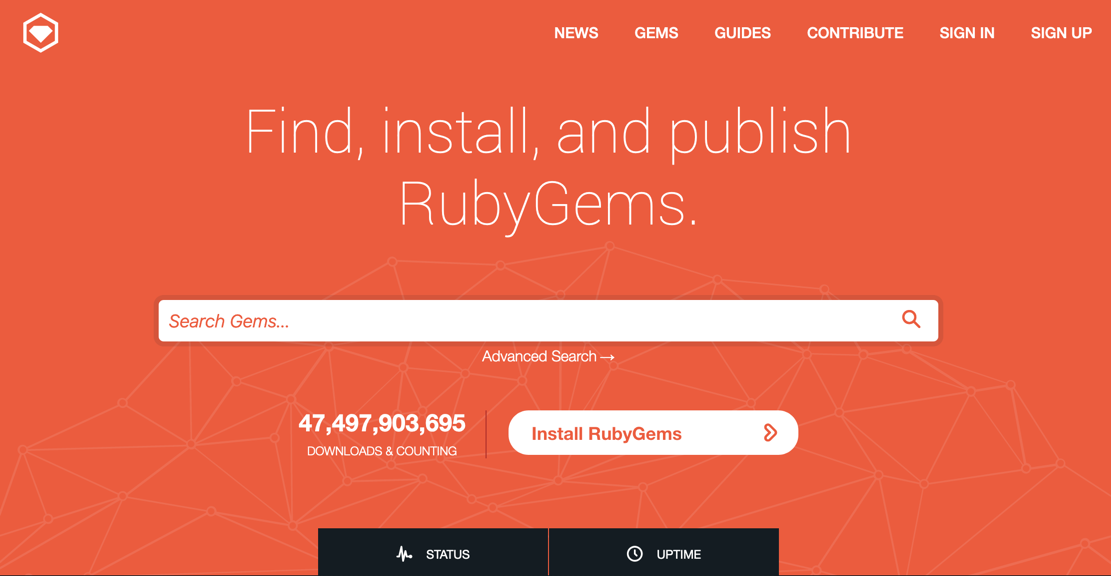 NEWS GEMS GUIDES CONTRIBUTE SIGN IN SIGN UP
Find, install, and publish
RubyGems.
Search Gems...
Advanced Search →
47,497,903,695
DOWNLOADS & COUNTING
Install RubyGems
STATUS UPTIME